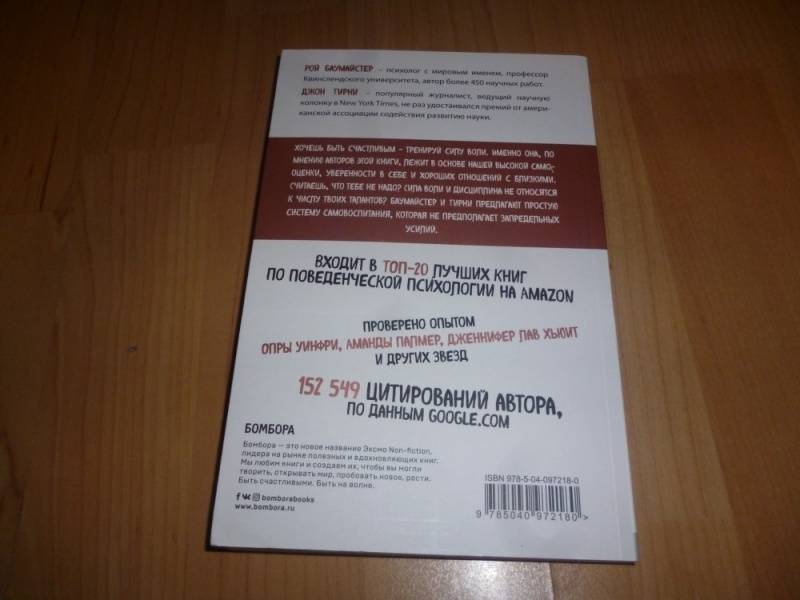 РОЙ БАУМАЙСТЕР – психолог с мировым именем, профессор
Квинслендского университета, автор более 450 научных работ.
ДЖОН ТИРНИ – популярный журналист, ведущий научную
колонку в New York Times, не раз удостаивался премий от амери-
канской ассоциации содействия развитию науки.
ХОЧЕШЬ БЫТЬ СЧАСТЛИВЫМ – ТРЕНИРУЙ СИЛУ ВОЛИ. ИМЕННО ОНА, ПО
МНЕНИЮ АВТОРОВ ЭТОЙ КНИГИ, ЛЕЖИТ В ОСНОВЕ НАШЕЙ ВЫСОКОЙ САМО-
ОЦЕНКИ, УВЕРЕННОСТИ В СЕБЕ И ХОРОШИХ ОТНОШЕНИЙ С БЛИЗКИМИ.
СЧИТАЕШЬ, ЧТО ТЕБЕ НЕ НАДО? СИЛА ВОЛИ И ДИСЦИПЛИНА НЕ ОТНОСЯТСЯ
К ЧИСЛУ ТВОИХ ТАЛАНТОВ? БАУМАЙСТЕР И ТИРНИ ПРЕДЛАГАЮТ ПРОСТУЮ
СИСТЕМУ САМОВОСПИТАНИЯ, КОТОРАЯ НЕ ПРЕДПОЛАГАЕТ ЗАПРЕДЕЛЬНЫХ
УСИЛИЙ.
ВХОДИТ В ТОП-20 ЛУЧШИХ КНИГ
ПО ПОВЕДЕНЧЕСКОЙ ПСИХОЛОГИИ НА AMAZON
ПРОВЕРЕНО ОПЫТОМ
ОПРЫ УИНФРИ, АМАНДЫ ПАЛМЕР, ДЖЕННИФЕР ЛАВ ХЬЮИТ
И ДРУГИХ ЗВЕЗД
152 549 ЦИТИРОВАНИЙ АВТОРА,
ПО ДАННЫМ GOOGLE.COM
БОМБОРА
Бомбора — это новое название Эксмо Non-fiction,
лидера на рынке полезных и вдохновляющих книг.
Мы любим книги и создаем их, чтобы вы могли
творить, открывать мир, пробовать новое, расти.
Быть счастливыми. Быть на волне.
bomborabooks
www.bombora.ru
ISBN 978-5-04-097218-0
9 785040 972180>